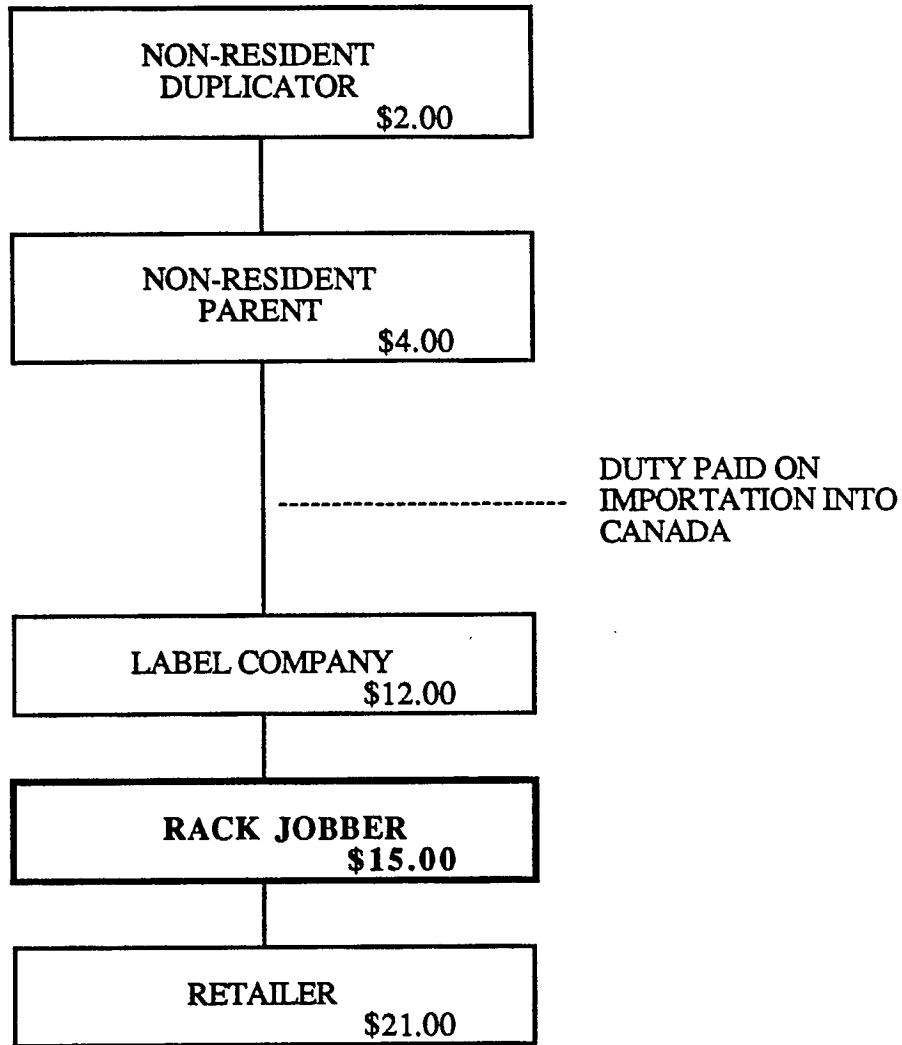 NON-RESIDENT
DUPLICATOR
$2.00
NON-RESIDENT
PARENT
$4.00
DUTY PAID ON
IMPORTATION INTO
CANADA
LABEL COMPANY
$12.00
RACK JOBBER
$15.00
RETAILER
$21.00